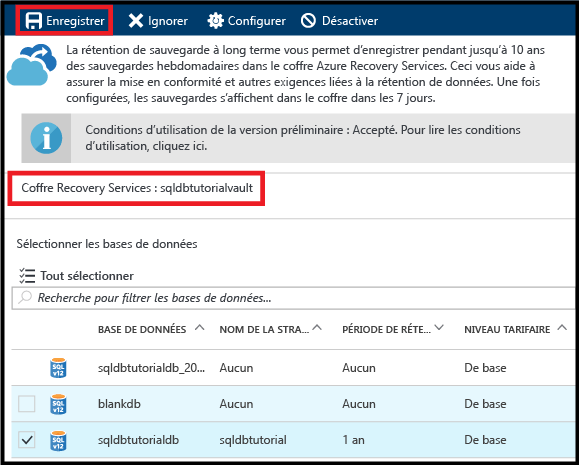 Enregistrer Ignorer Configurer Désactiver
La rétention de sauvegarde à long terme vous permet d'enregistrer pendant jusqu'à 10 ans
des sauvegardes hebdomadaires dans le coffre Azure Recovery Services. Ceci vous aide à
assurer la mise en conformité et autres exigences liées à la rétention de données. Une fois
configurées, les sauvegardes s'affichent dans le coffre dans les 7 jours.
Conditions d'utilisation de la version préliminaire : Accepté. Pour lire les conditions
d'utilisation, cliquez ici.
Coffre Recovery Services : sqldbtutorialvault
Sélectionner les bases de données
Tout sélectionner
Recherche pour filtrer les bases de données...
BASE DE DONNÉES NOM DE LA STRA... PÉRIODE DE RÉTE... NIVEAU TARIFAIRE
SQL v12 sqldbtutorialdb_20... Aucun Aucun De base
SQL v12 blankdb Aucun Aucun De base
SQL v12 sqldbtutorialdb sqldbtutorial 1 an De base